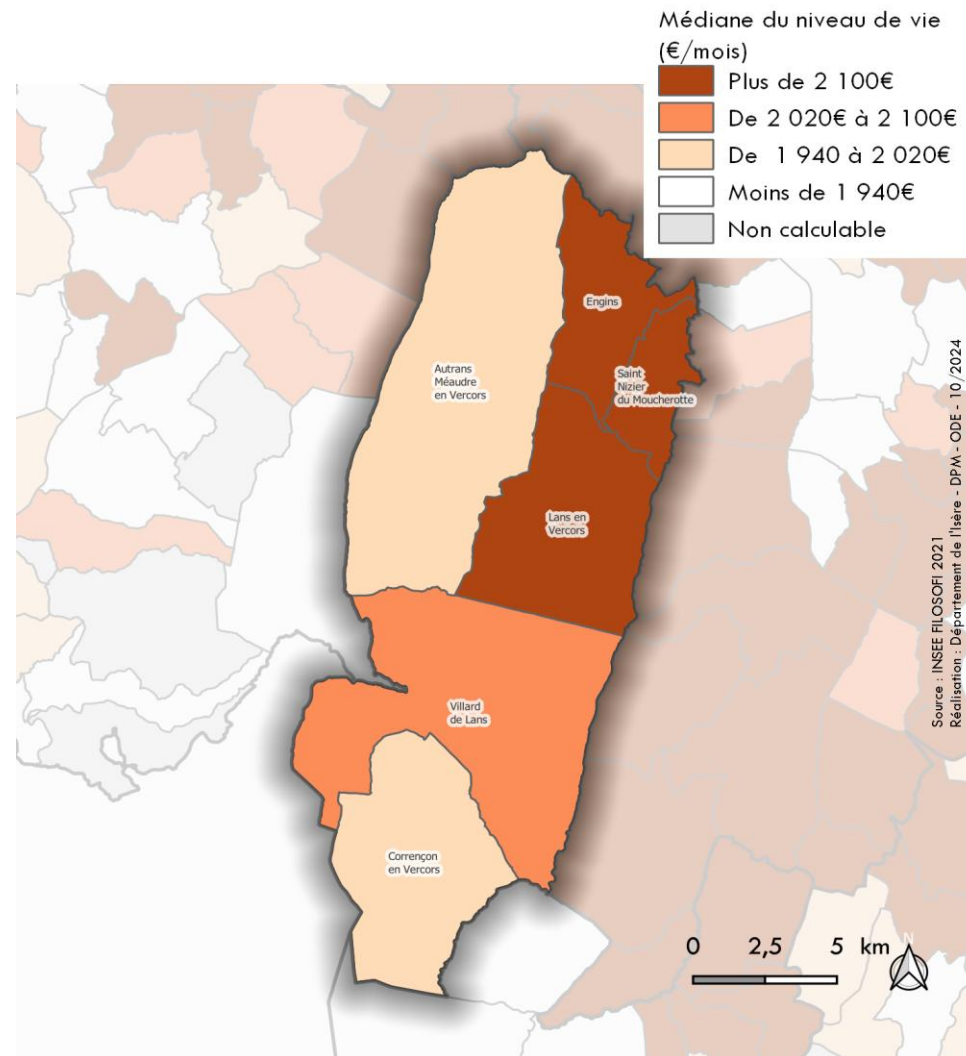 Médiane du niveau de vie
(€/mois)
Plus de 2 100€
De 2 020€ à 2 100€
De 1 940 à 2 020€
Moins de 1 940€
Non calculable
Engins
Autrans
Méaudre
en Vercors
Saint
Nizier
du Moucherotte
Lans en
Vercors
Villard
de Lans
Corrençon
en Vercors
0 2,5 5 km
N
Source : INSEE FILOSOFI 2021
Réalisation : Département de l'Isère - DPM - ODE - 10/2024